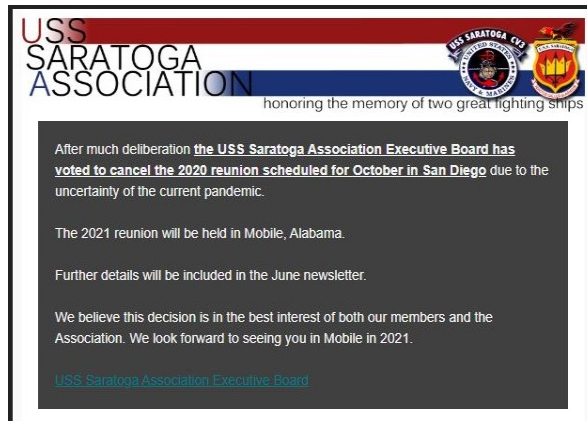 USS
SARATOGA
ASSOCIATION
USS SARATOGA CV3
UNITED STATES
NAVY & MARINES
honoring the memory of two great fighting ships
After much deliberation the USS Saratoga Association Executive Board has
voted to cancel the 2020 reunion scheduled for October in San Diego due to the
uncertainty of the current pandemic.
The 2021 reunion will be held in Mobile, Alabama.
Further details will be included in the June newsletter.
We believe this decision is in the best interest of both our members and the
Association. We look forward to seeing you in Mobile in 2021.
USS Saratoga Association Executive Board